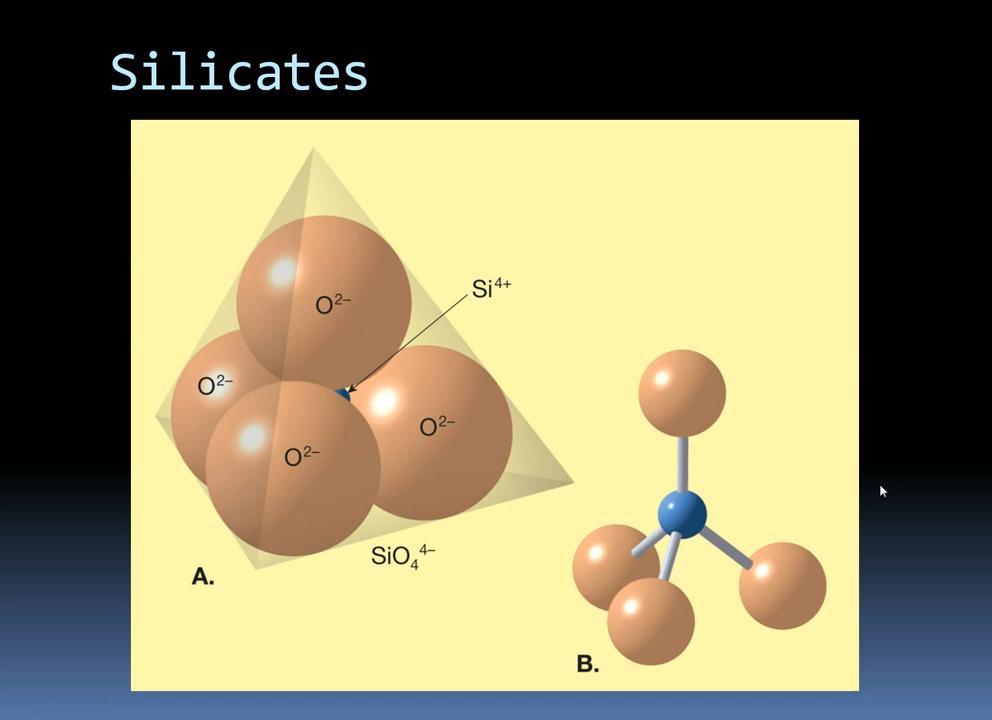 Silicates
O²⁻
Si⁴⁺
O²⁻
O²⁻
O²⁻
SiO₄⁴⁻
A.
B.